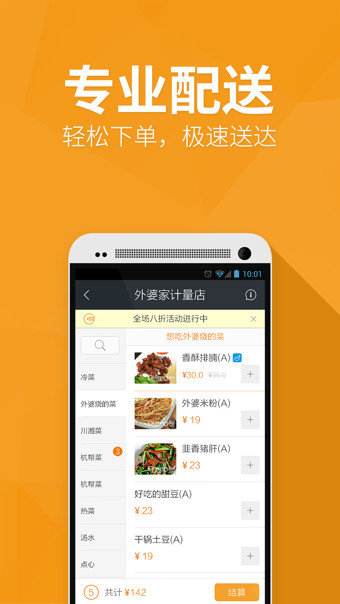 专业配送
轻松下单，极速送达
10:01
外婆家计量店
全场八折活动进行中
想吃外婆烧的菜
冷菜
外婆烧的菜
川湘菜
杭帮菜 3
杭帮菜
热菜
汤水
点心
香酥排腩(A)
¥30.0 ¥35.0
外婆米粉(A)
¥ 19
韭香猪肝(A)
¥ 23
好吃的甜豆(A)
¥ 23
干锅土豆(A)
¥ 19
5 共计 ¥142
结算